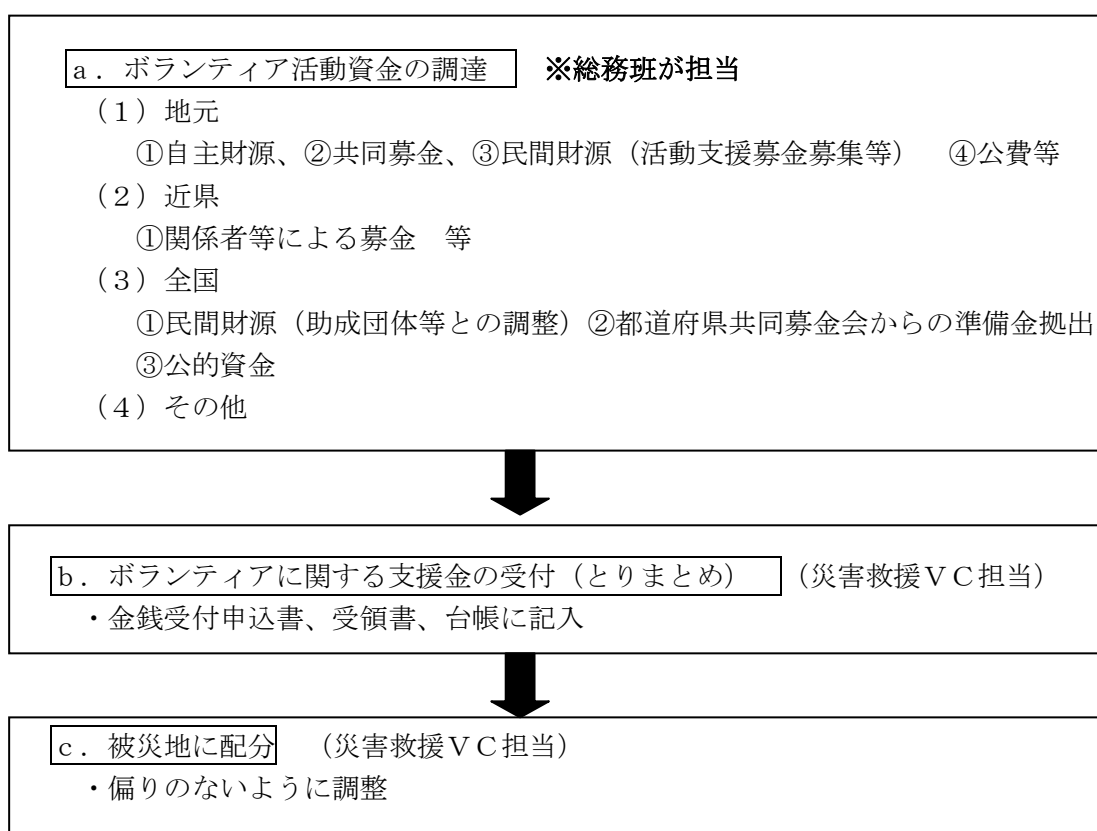 a．ボランティア活動資金の調達　※総務班が担当
（１）地元
①自主財源、②共同募金、③民間財源（活動支援募金募集等）　④公費等
（２）近県
①関係者等による募金　等
（３）全国
①民間財源（助成団体等との調整）②都道府県共同募金会からの準備金拠出
③公的資金
（４）その他
b．ボランティアに関する支援金の受付（とりまとめ）　（災害救援ＶＣ担当）
・金銭受付申込書、受領書、台帳に記入
c．被災地に配分　（災害救援ＶＣ担当）
・偏りのないように調整